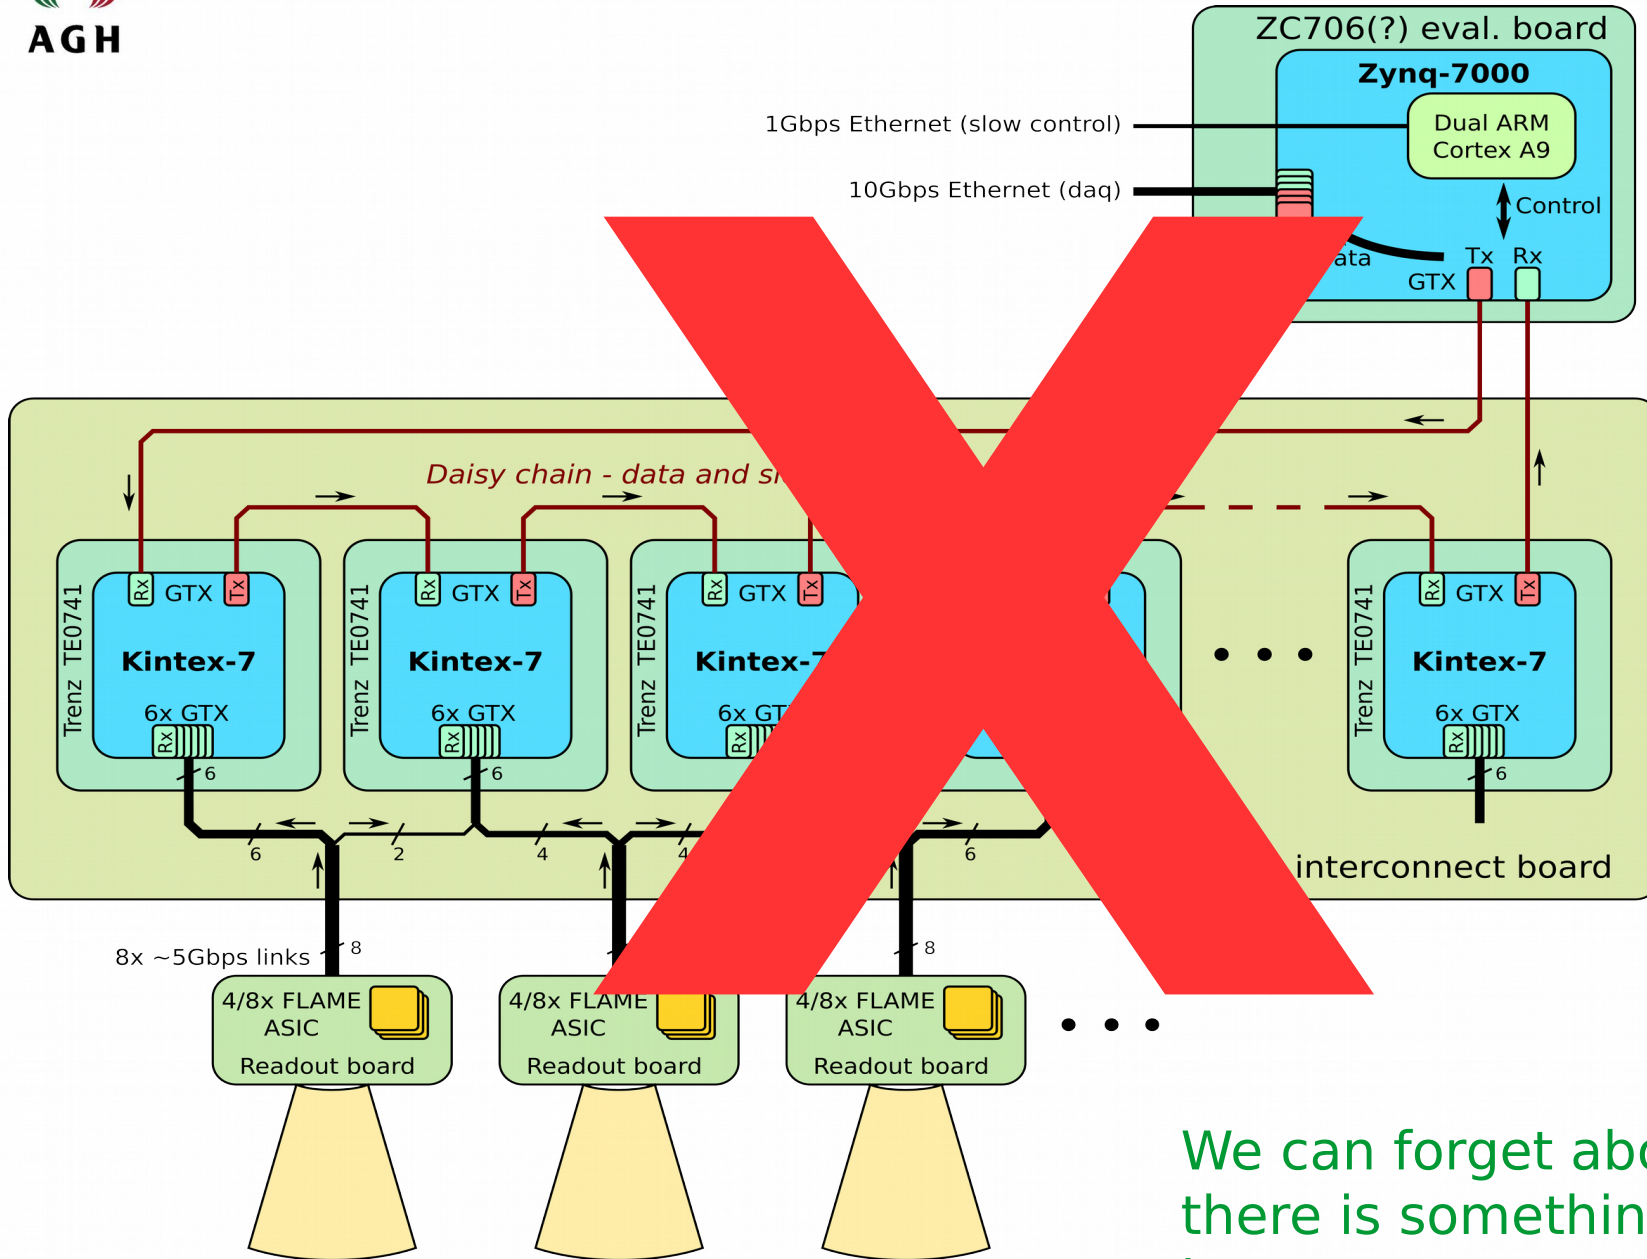 AGH
ZC706(?) eval. board
Zynq-7000
1Gbps Ethernet (slow control)
Dual ARM
Cortex A9
10Gbps Ethernet (daq)
Control
Tx Rx
GTX
Daisy chain - data and
Rx GTX Tx
Rx GTX Tx
Rx GTX Tx
Rx GTX Tx
Trenz TE0741
Trenz TE0741
Trenz TE0741
Trenz TE0741
Kintex-7
Kintex-7
Kintex-7
Kintex-7
6x GTX
6x GTX
6x GTX
6x GTX
Rx
Rx
Rx
Rx
6
6
6
6
2
4
4
6
interconnect board
8x ~5Gbps links
8
8
4/8x FLAME
ASIC
Readout board
4/8x FLAME
ASIC
Readout board
4/8x FLAME
ASIC
Readout board
We can forget
there is